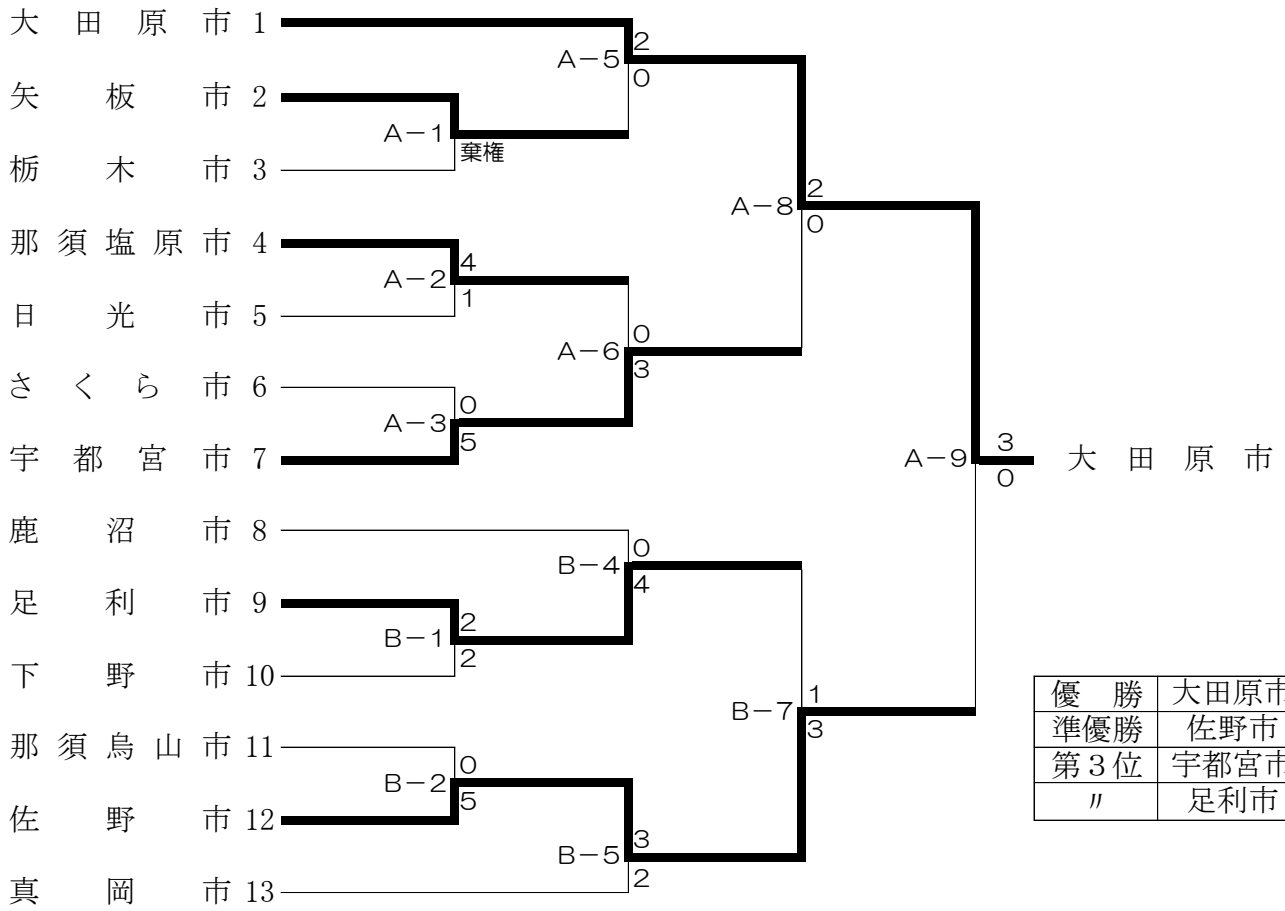 大田原市 1
2
A-5
0
矢板市 2
A-1
棄権
栃木市 3
2
A-8
0
那須塩原市 4
4
A-2
1
日光市 5
0
A-6
3
さくら市 6
0
A-3
5
宇都宮市 7
3
A-9
0
大田原市
鹿沼市 8
0
B-4
4
足利市 9
2
B-1
2
下野市 10
1
B-7
3
那須烏山市 11
0
B-2
5
佐野市 12
3
B-5
2
真岡市 13
優勝 大田原市
準優勝 佐野市
第3位 宇都宮市
〃 足利市